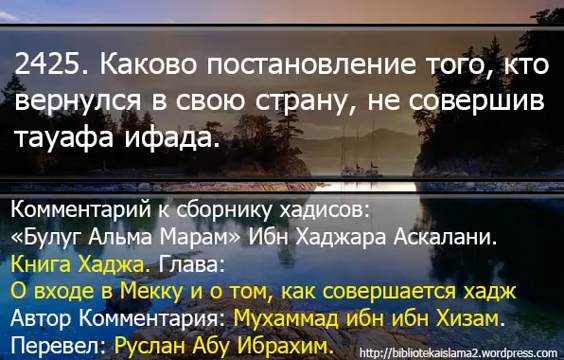 2425. Каково постановление того, кто
вернулся в свою страну, не совершив
тауафа ифада.
Комментарий к сборнику хадисов:
«Булуг Альма Марам» Ибн Хаджара Аскалани.
Книга Хаджа. Глава:
О входе в Мекку и о том, как совершается хадж
Автор Комментария: Мухаммад ибн ибн Хизам.
Перевел: Руслан Абу Ибрахим.
http://bibliotekaislama2.wordpress.com